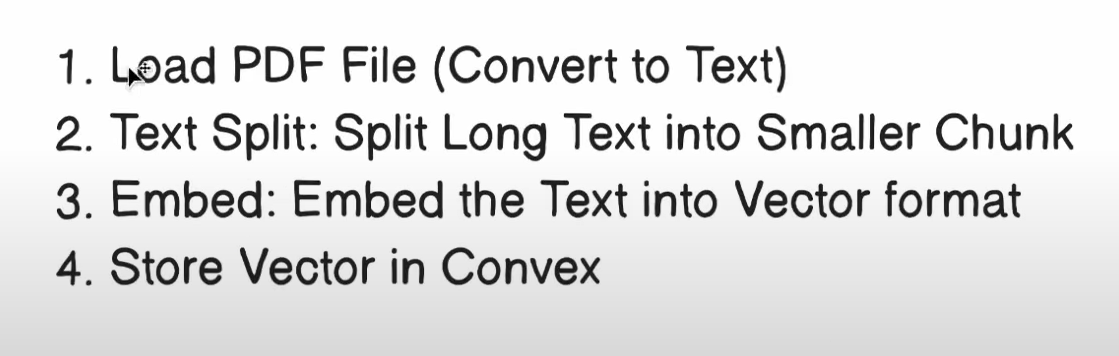 1. Load PDF File (Convert to Text)
2. Text Split: Split Long Text into Smaller Chunk
3. Embed: Embed the Text into Vector format
4. Store Vector in Convex